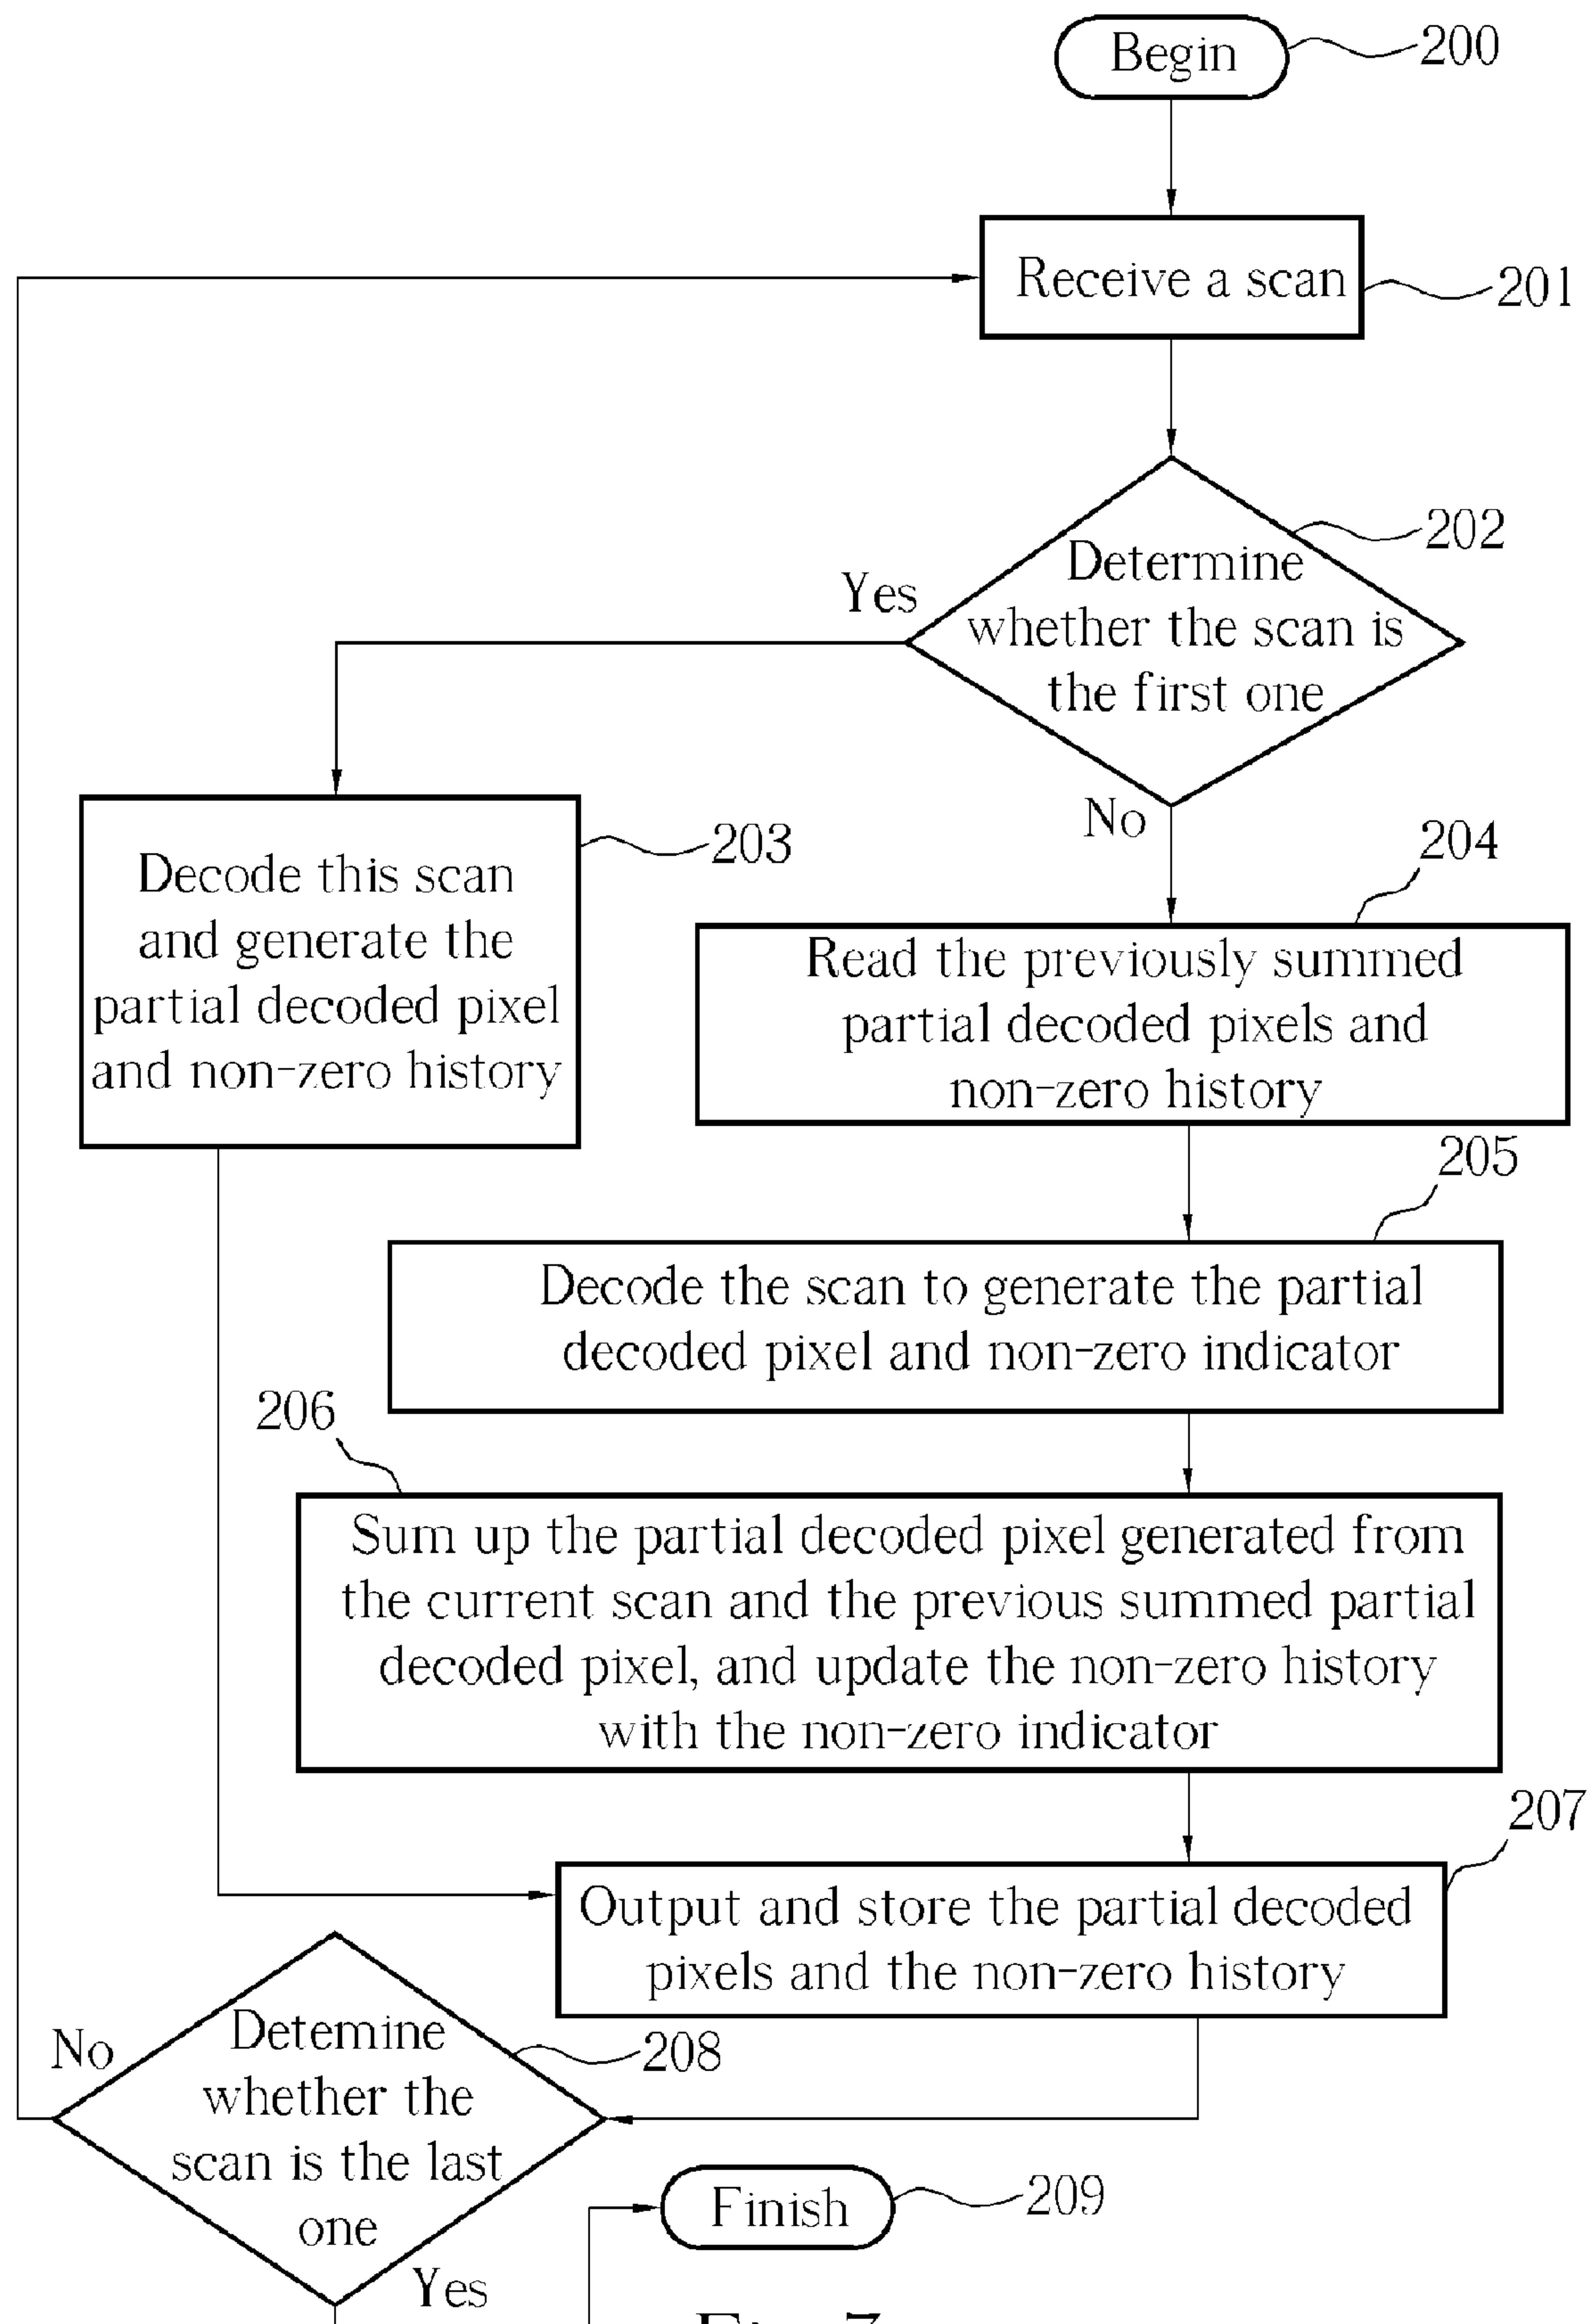 Begin
200
Receive a scan
201
202
Determine
whether the scan is
the first one
Yes
No
203
Decode this scan
and generate the
partial decoded pixel
and non-zero history
204
Read the previously summed
partial decoded pixels and
non-zero history
205
Decode the scan to generate the partial
decoded pixel and non-zero indicator
206
Sum up the partial decoded pixel generated from
the current scan and the previous summed partial
decoded pixel, and update the non-zero history
with the non-zero indicator
207
Output and store the partial decoded
pixels and the non-zero history
No
Detemine
whether the
scan is the last
one
208
Yes
Finish
209